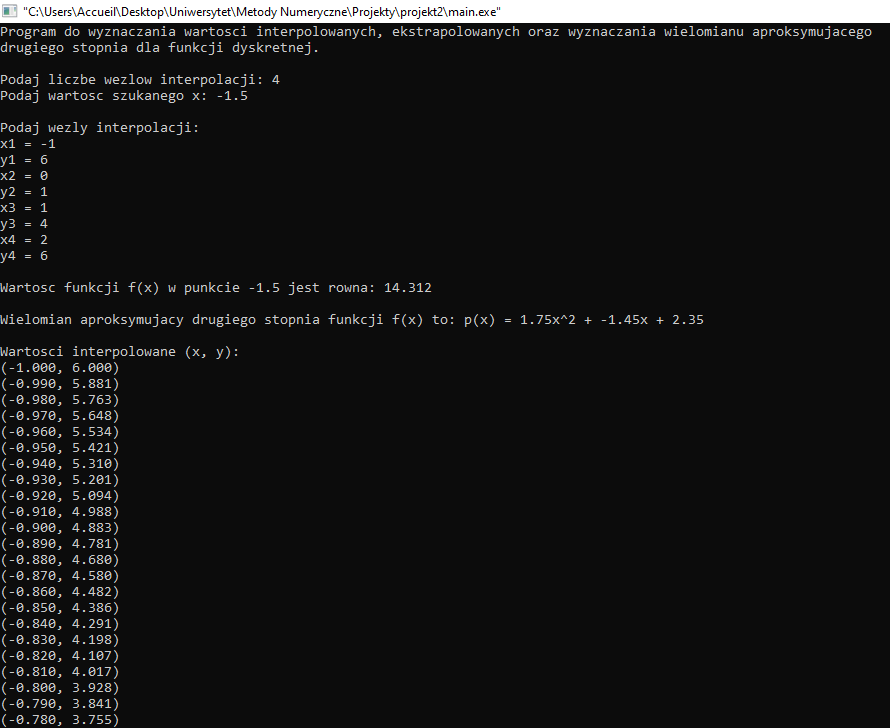 "C:\Users\Accueil\Desktop\Uniwersytet\Metody Numeryczne\Projekty\projekt2\main.exe"
Program do wyznaczania wartosci interpolowanych, ekstrapolowanych oraz wyznaczania wielomianu aproksymujacego
drugiego stopnia dla funkcji dyskretnej.
Podaj liczbe wezlow interpolacji: 4
Podaj wartosc szukanego x: -1.5
Podaj wezly interpolacji:
x1 = -1
y1 = 6
x2 = 0
y2 = 1
x3 = 1
y3 = 4
x4 = 2
y4 = 6
Wartosc funkcji f(x) w punkcie -1.5 jest rowna: 14.312
Wielomian aproksymujacy drugiego stopnia funkcji f(x) to: p(x) = 1.75x^2 + -1.45x + 2.35
Wartosci interpolowane (x, y):
(-1.000, 6.000)
(-0.990, 5.881)
(-0.980, 5.763)
(-0.970, 5.648)
(-0.960, 5.534)
(-0.950, 5.421)
(-0.940, 5.310)
(-0.930, 5.201)
(-0.920, 5.094)
(-0.910, 4.988)
(-0.900, 4.883)
(-0.890, 4.781)
(-0.880, 4.680)
(-0.870, 4.580)
(-0.860, 4.482)
(-0.850, 4.386)
(-0.840, 4.291)
(-0.830, 4.198)
(-0.820, 4.107)
(-0.810, 4.017)
(-0.800, 3.928)
(-0.790, 3.841)
(-0.780, 3.755)